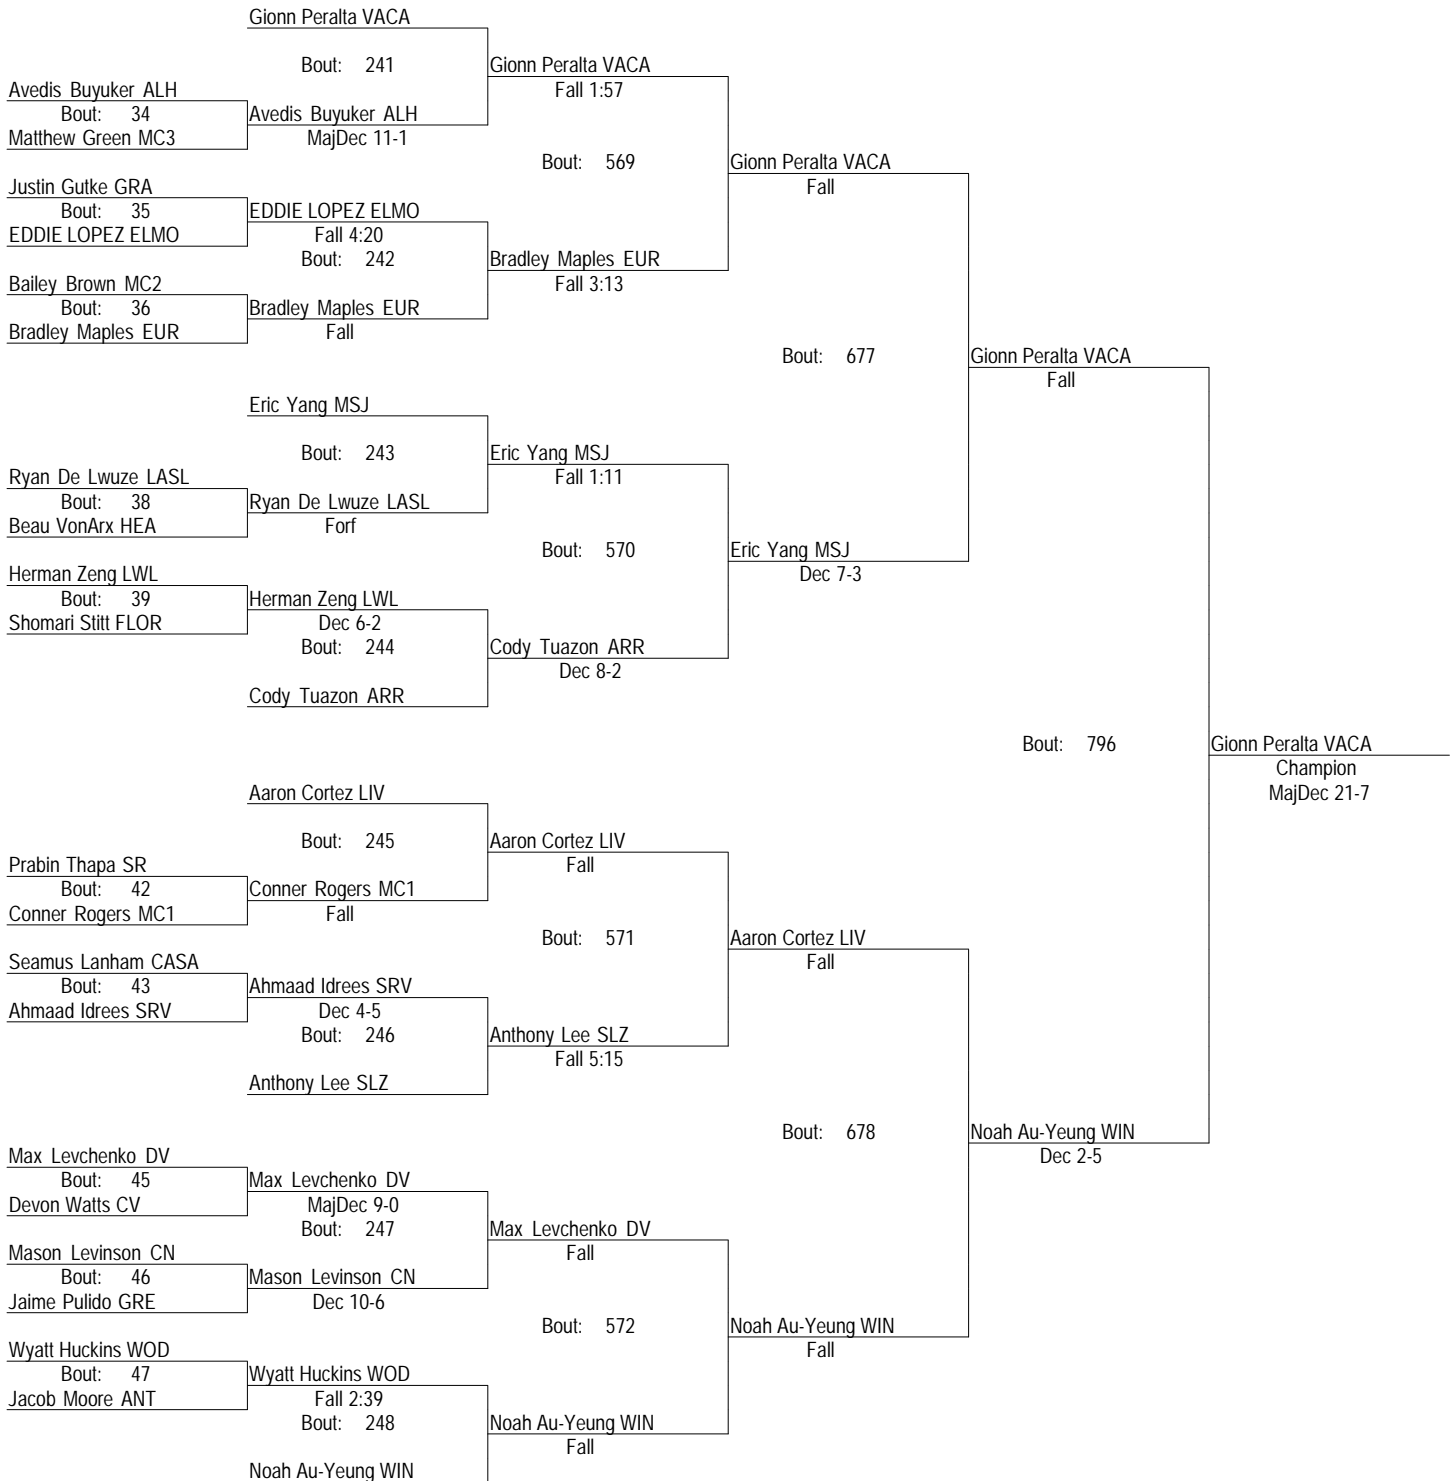 Gionn Peralta VACA
Bout: 241
Gionn Peralta VACA
Fall 1:57
Avedis Buyuker ALH
Bout: 34
Matthew Green MC3
Avedis Buyuker ALH
MajDec 11-1
Bout: 569
Gionn Peralta VACA
Fall
Justin Gutke GRA
Bout: 35
EDDIE LOPEZ ELMO
EDDIE LOPEZ ELMO
Fall 4:20
Bout: 242
Bradley Maples EUR
Fall 3:13
Bailey Brown MC2
Bout: 36
Bradley Maples EUR
Bradley Maples EUR
Fall
Bout: 677
Gionn Peralta VACA
Fall
Eric Yang MSJ
Bout: 243
Eric Yang MSJ
Fall 1:11
Ryan De Lwuze LASL
Bout: 38
Beau VonArx HEA
Ryan De Lwuze LASL
Forf
Bout: 570
Eric Yang MSJ
Dec 7-3
Herman Zeng LWL
Bout: 39
Shomari Stitt FLOR
Herman Zeng LWL
Dec 6-2
Bout: 244
Cody Tuazon ARR
Dec 8-2
Cody Tuazon ARR
Bout: 796
Gionn Peralta VACA
Champion
MajDec 21-7
Aaron Cortez LIV
Bout: 245
Aaron Cortez LIV
Fall
Prabin Thapa SR
Bout: 42
Conner Rogers MC1
Conner Rogers MC1
Fall
Bout: 571
Aaron Cortez LIV
Fall
Seamus Lanham CASA
Bout: 43
Ahmaad Idrees SRV
Ahmaad Idrees SRV
Dec 4-5
Bout: 246
Anthony Lee SLZ
Fall 5:15
Anthony Lee SLZ
Bout: 678
Noah Au-Yeung WIN
Dec 2-5
Max Levchenko DV
Bout: 45
Devon Watts CV
Max Levchenko DV
MajDec 9-0
Bout: 247
Max Levchenko DV
Fall
Mason Levinson CN
Bout: 46
Jaime Pulido GRE
Mason Levinson CN
Dec 10-6
Bout: 572
Noah Au-Yeung WIN
Fall
Wyatt Huckins WOD
Bout: 47
Jacob Moore ANT
Wyatt Huckins WOD
Fall 2:39
Bout: 248
Noah Au-Yeung WIN
Fall
Noah Au-Yeung WIN